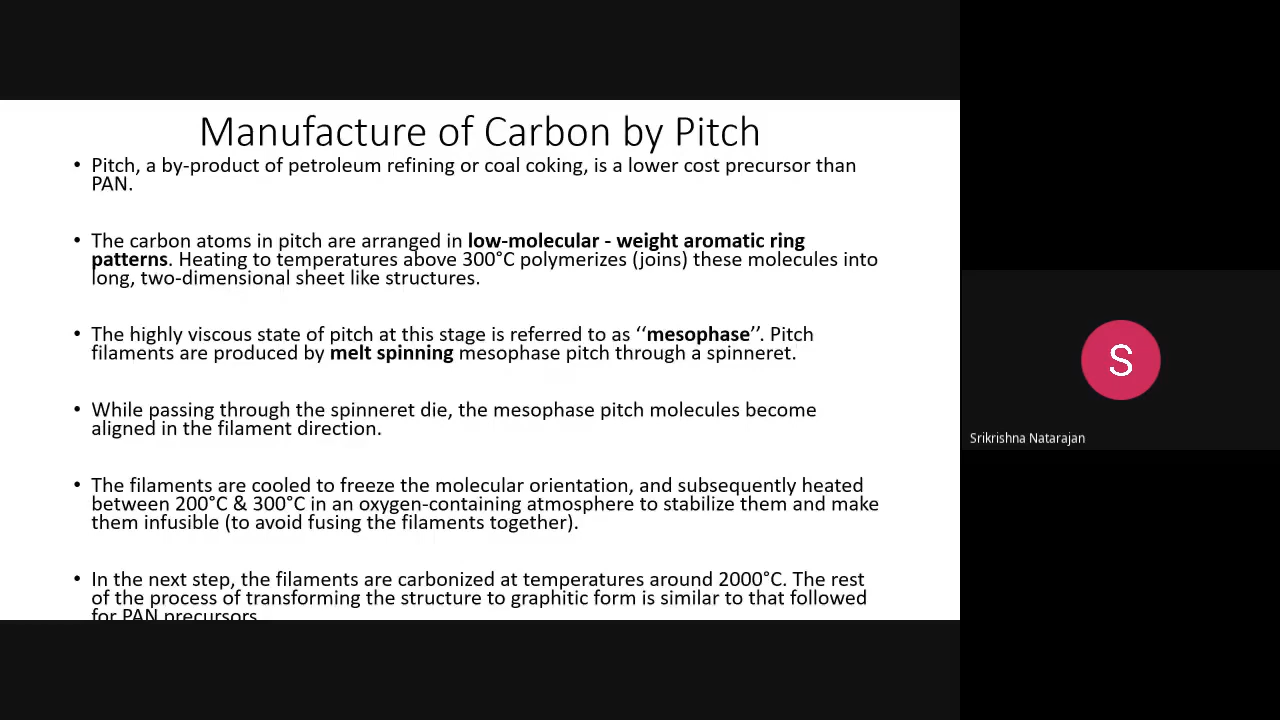 Manufacture of Carbon by Pitch
• Pitch, a by-product of petroleum refining or coal coking, is a lower cost precursor than
PAN.
• The carbon atoms in pitch are arranged in low-molecular - weight aromatic ring
patterns. Heating to temperatures above 300°C polymerizes (joins) these molecules into
long, two-dimensional sheet like structures.
• The highly viscous state of pitch at this stage is referred to as ‘‘mesophase’’. Pitch
filaments are produced by melt spinning mesophase pitch through a spinneret.
• While passing through the spinneret die, the mesophase pitch molecules become
aligned in the filament direction.
• The filaments are cooled to freeze the molecular orientation, and subsequently heated
between 200°C & 300°C in an oxygen-containing atmosphere to stabilize them and make
them infusible (to avoid fusing the filaments together).
• In the next step, the filaments are carbonized at temperatures around 2000°C. The rest
of the process of transforming the structure to graphitic form is similar to that followed
for PAN precursors.
S
Srikrishna Natarajan